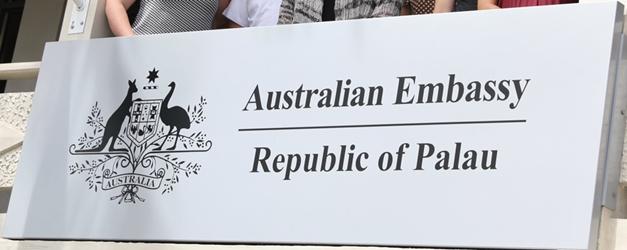 Australian Embassy
Republic of Palau
AUSTRALIA